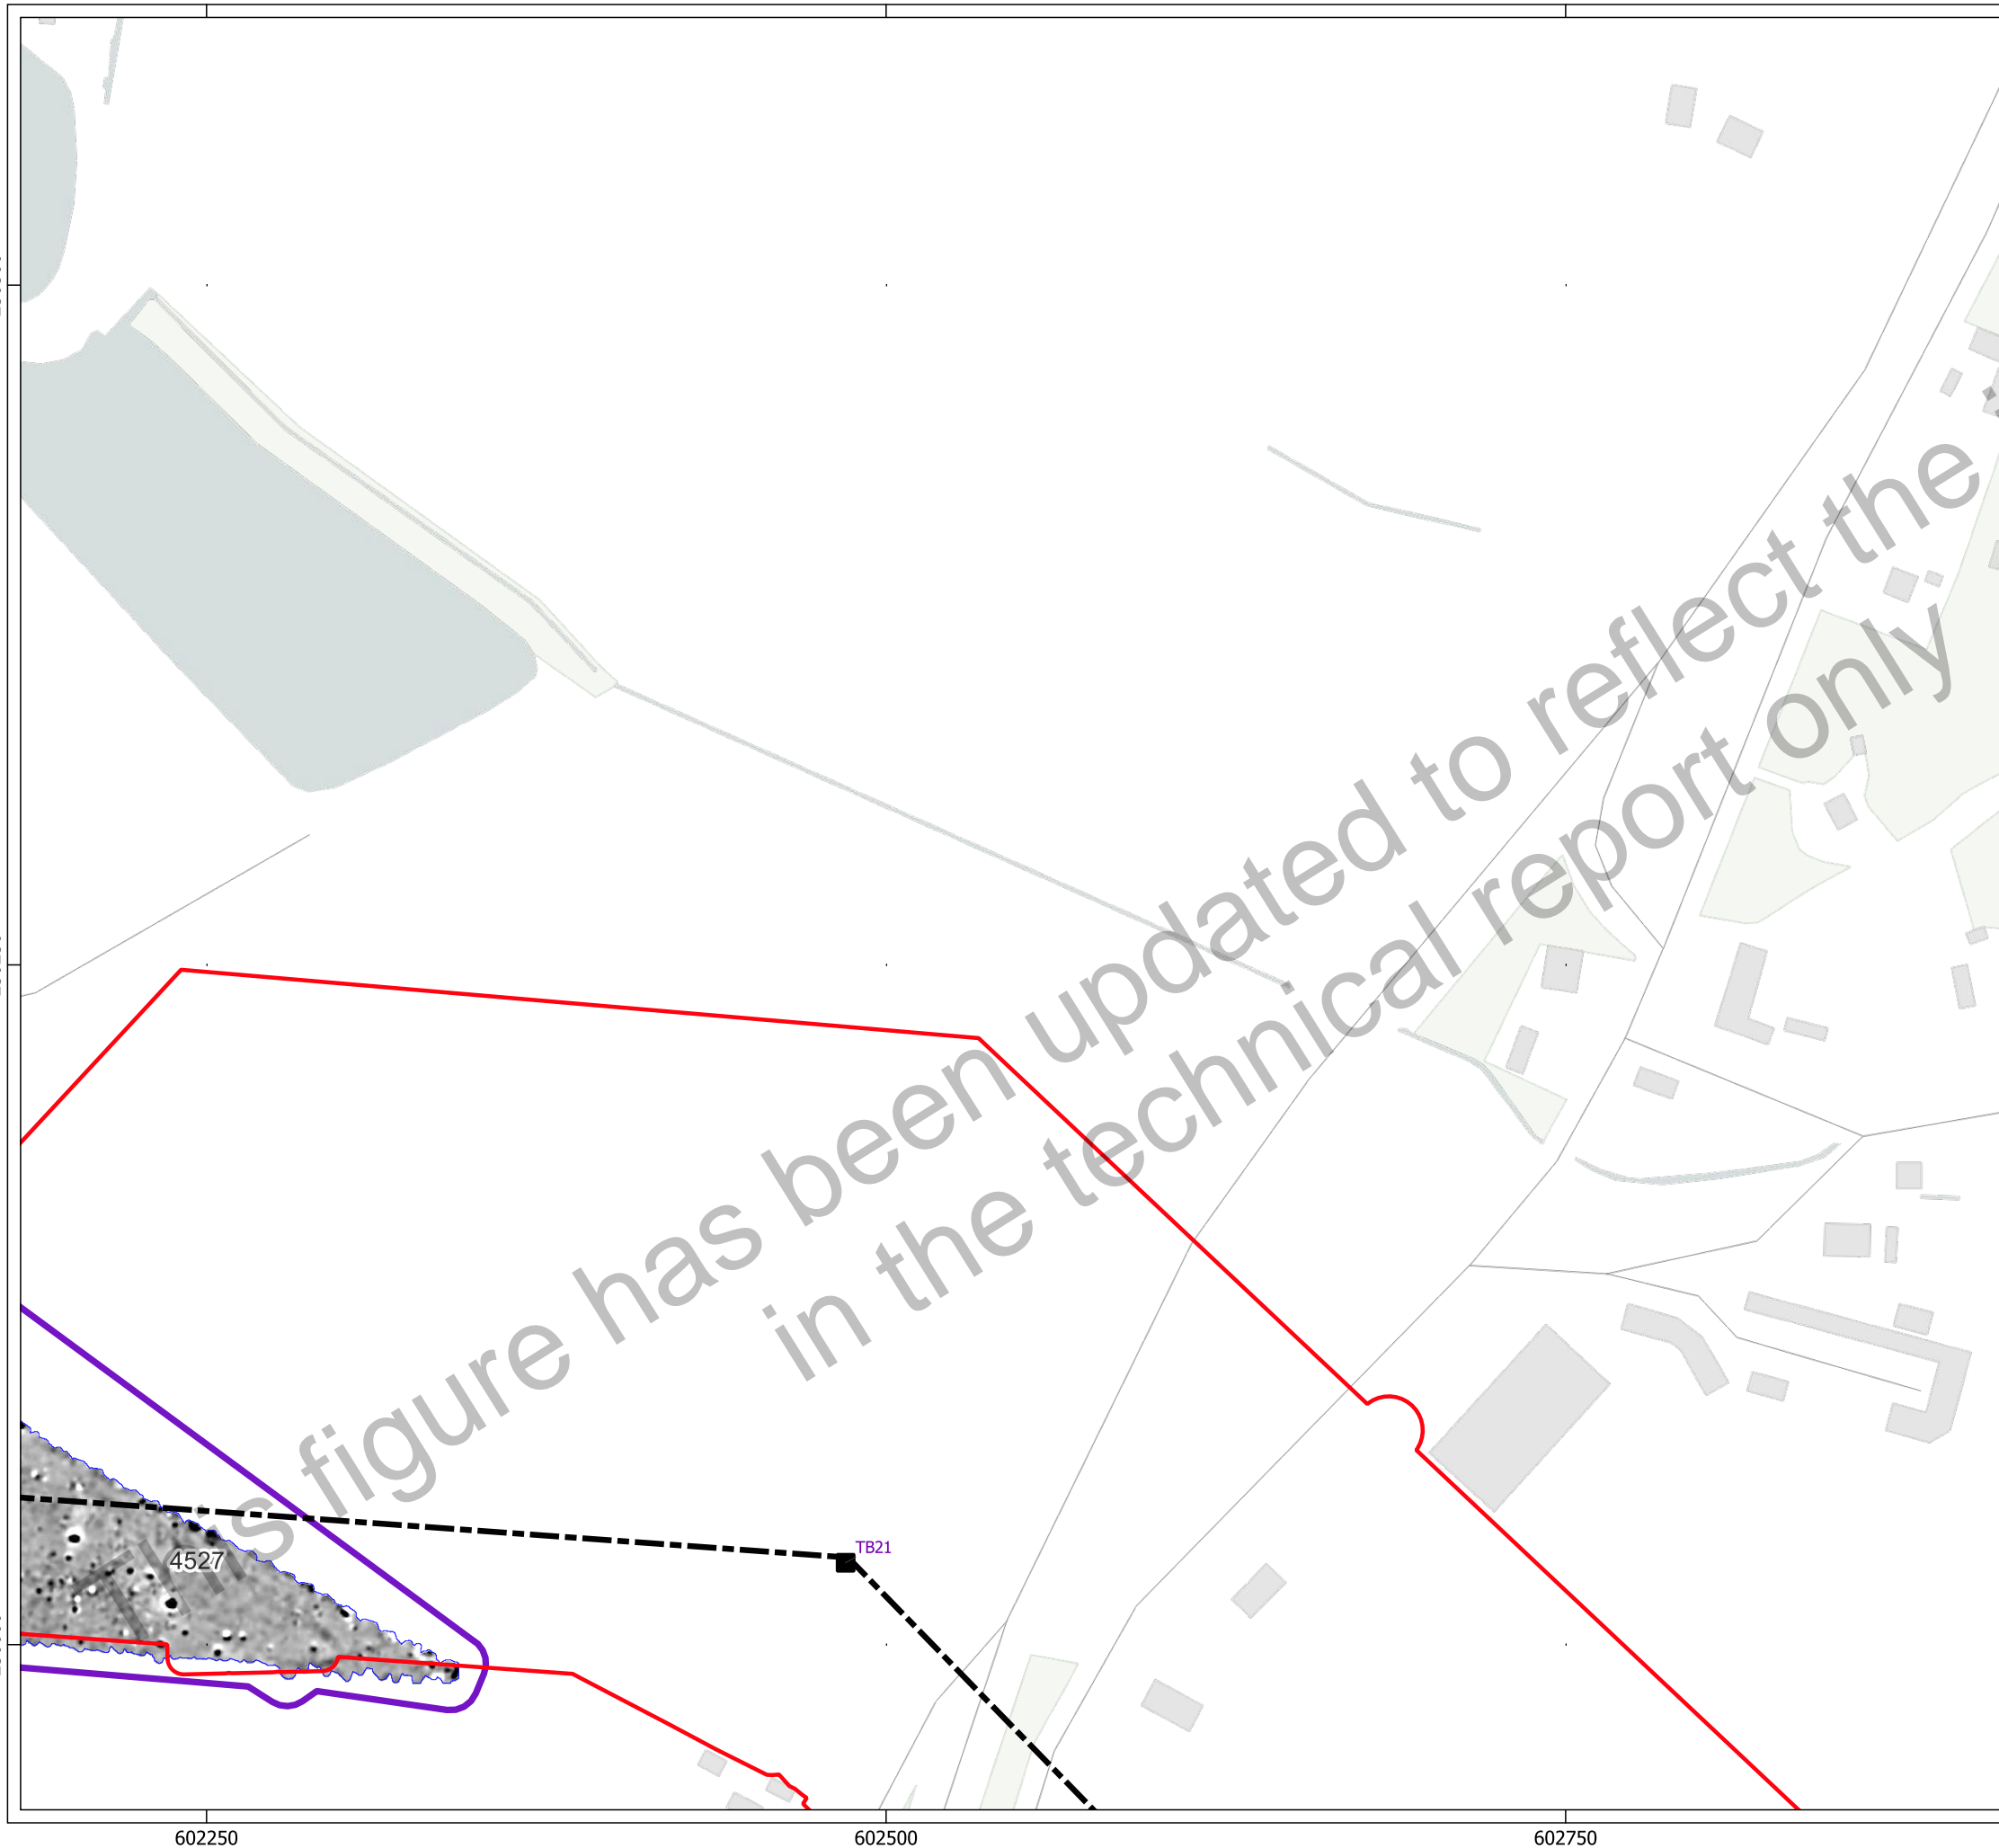 This figure has been updated to reflect the
in the technical report only
TB21
4527
602250
602500
602750